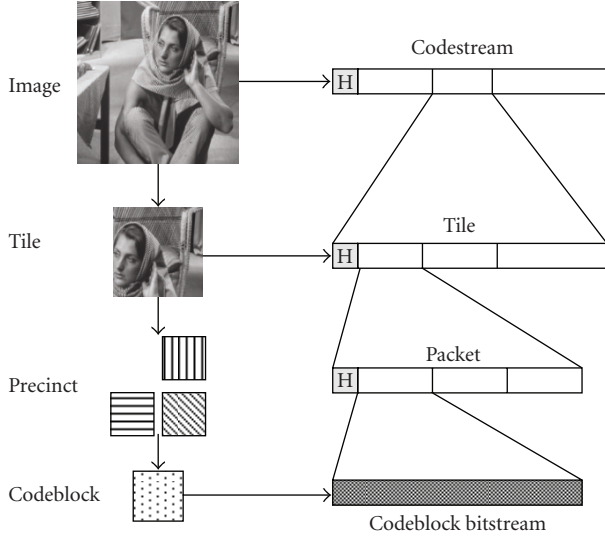 Codestream
Image
H
Tile
Tile
H
Packet
Precinct
H
Codeblock
Codeblock bitstream